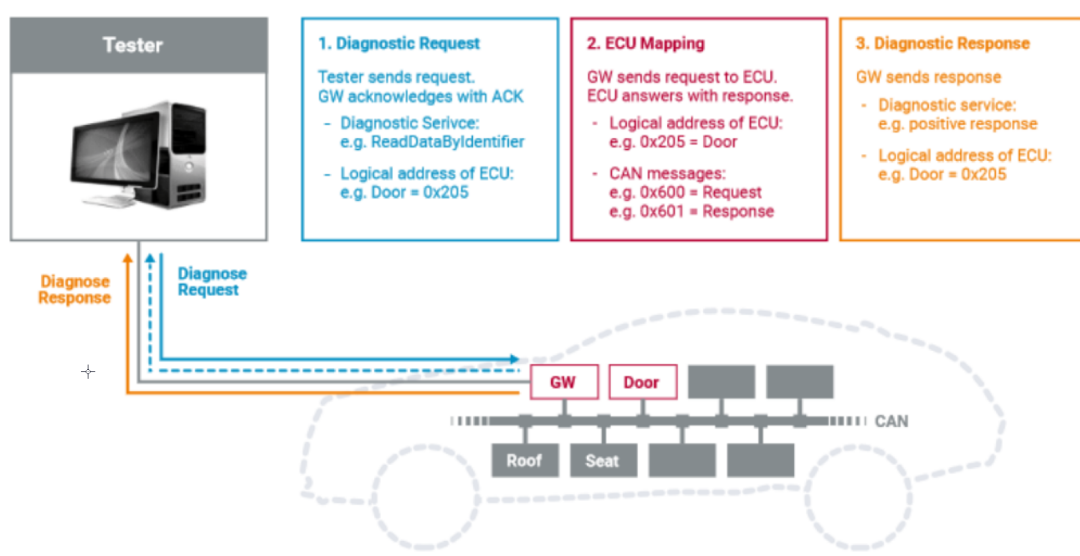 Tester
1. Diagnostic Request
Tester sends request.
GW acknowledges with ACK
- Diagnostic Serivce:
e.g. ReadDataByIdentifier
- Logical address of ECU:
e.g. Door = 0x205
2. ECU Mapping
GW sends request to ECU.
ECU answers with response.
- Logical address of ECU:
e.g. 0x205 = Door
- CAN messages:
e.g. 0x600 = Request
e.g. 0x601 = Response
3. Diagnostic Response
GW sends response
- Diagnostic service:
e.g. positive response
- Logical address of ECU:
e.g. Door = 0x205
Diagnose
Response
Diagnose
Request
GW
Door
CAN
Roof
Seat